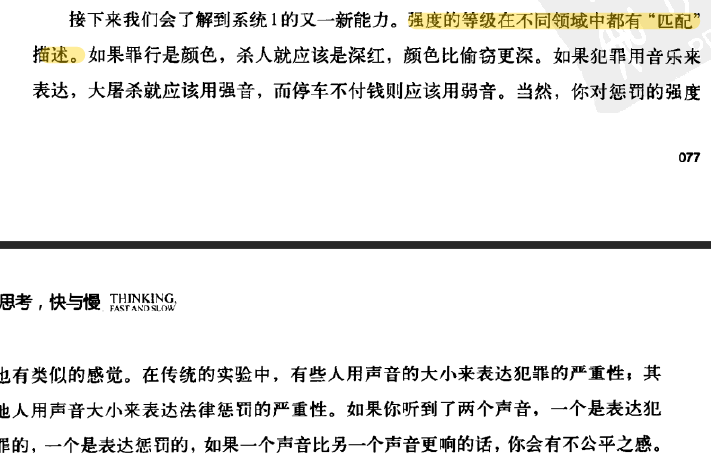 接下来我们会了解到系统1的又一新能力。强度的等级在不同领域中都有“匹配”
描述。如果罪行是颜色，杀人就应该是深红，颜色比偷窃更深。如果犯罪用音乐来
表达，大屠杀就应该用强音，而停车不付钱则应该用弱音。当然，你对惩罚的强度
077
思考，快与慢 THINKING, FAST AND SLOW
也有类似的感觉。在传统的实验中，有些人用声音的大小来表达犯罪的严重性；其
他人用声音大小来表达法律惩罚的严重性。如果你听到了两个声音，一个是表达犯
罪的，一个是表达惩罚的，如果一个声音比另一个声音更响的话，你会有不公平之感。